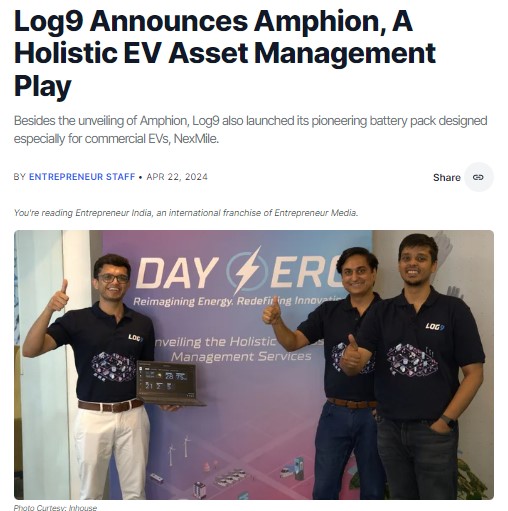 Log9 Announces Amphion, A
Holistic EV Asset Management
Play
Besides the unveiling of Amphion, Log9 also launched its pioneering battery pack designed
especially for commercial EVs, NexMile.
BY ENTREPRENEUR STAFF • APR 22, 2024
Share
You're reading Entrepreneur India, an international franchise of Entrepreneur Media.
DAY ERO
Reimagining Energy. Redefining Innovatio
nveiling the Holistic
Management Services
LOG9
LOG9
Photo Curtesy: Inhouse